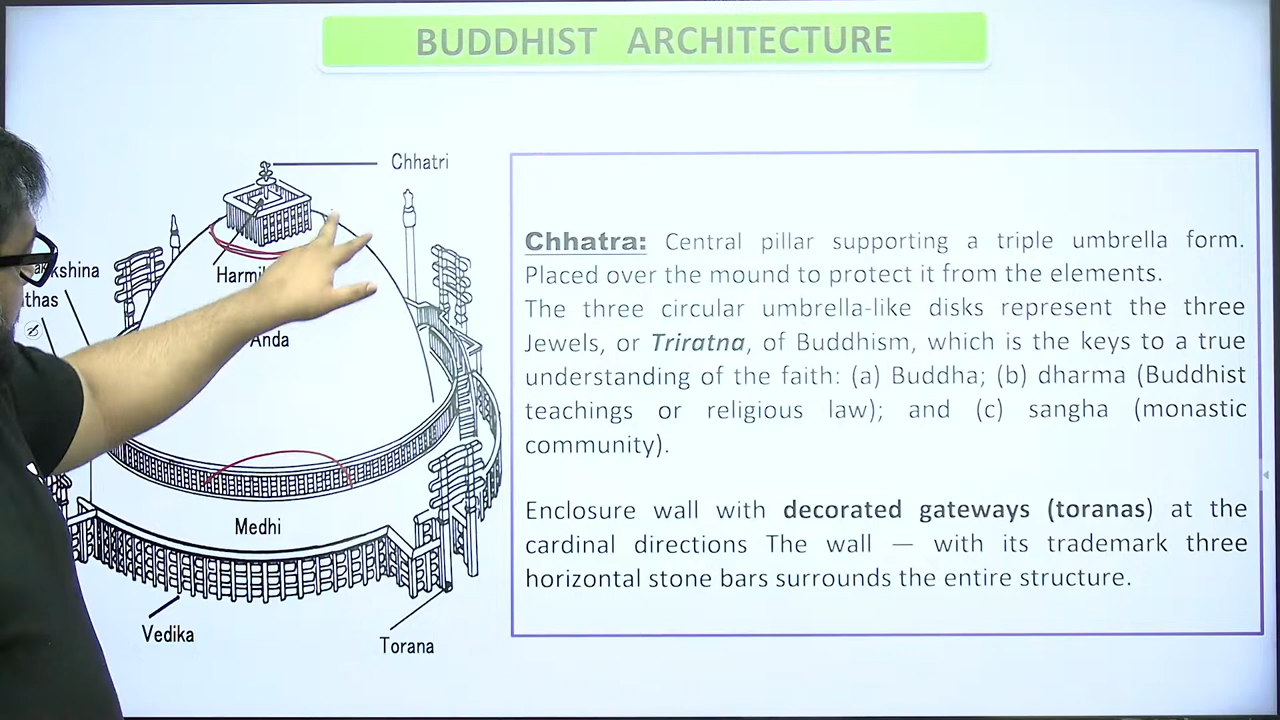 BUDDHIST ARCHITECTURE
Chhatri
kshina
thas
Anda
Medhi
Vedika
Torana
Chhatra: Central pillar supporting a triple umbrella form.
Placed over the mound to protect it from the elements.
The three circular umbrella-like disks represent the three
Jewels, or Triratna, of Buddhism, which is the keys to a true
understanding of the faith: (a) Buddha; (b) dharma (Buddhist
teachings or religious law); and (c) sangha (monastic
community).
Enclosure wall with decorated gateways (toranas) at the
cardinal directions The wall — with its trademark three
horizontal stone bars surrounds the entire structure.